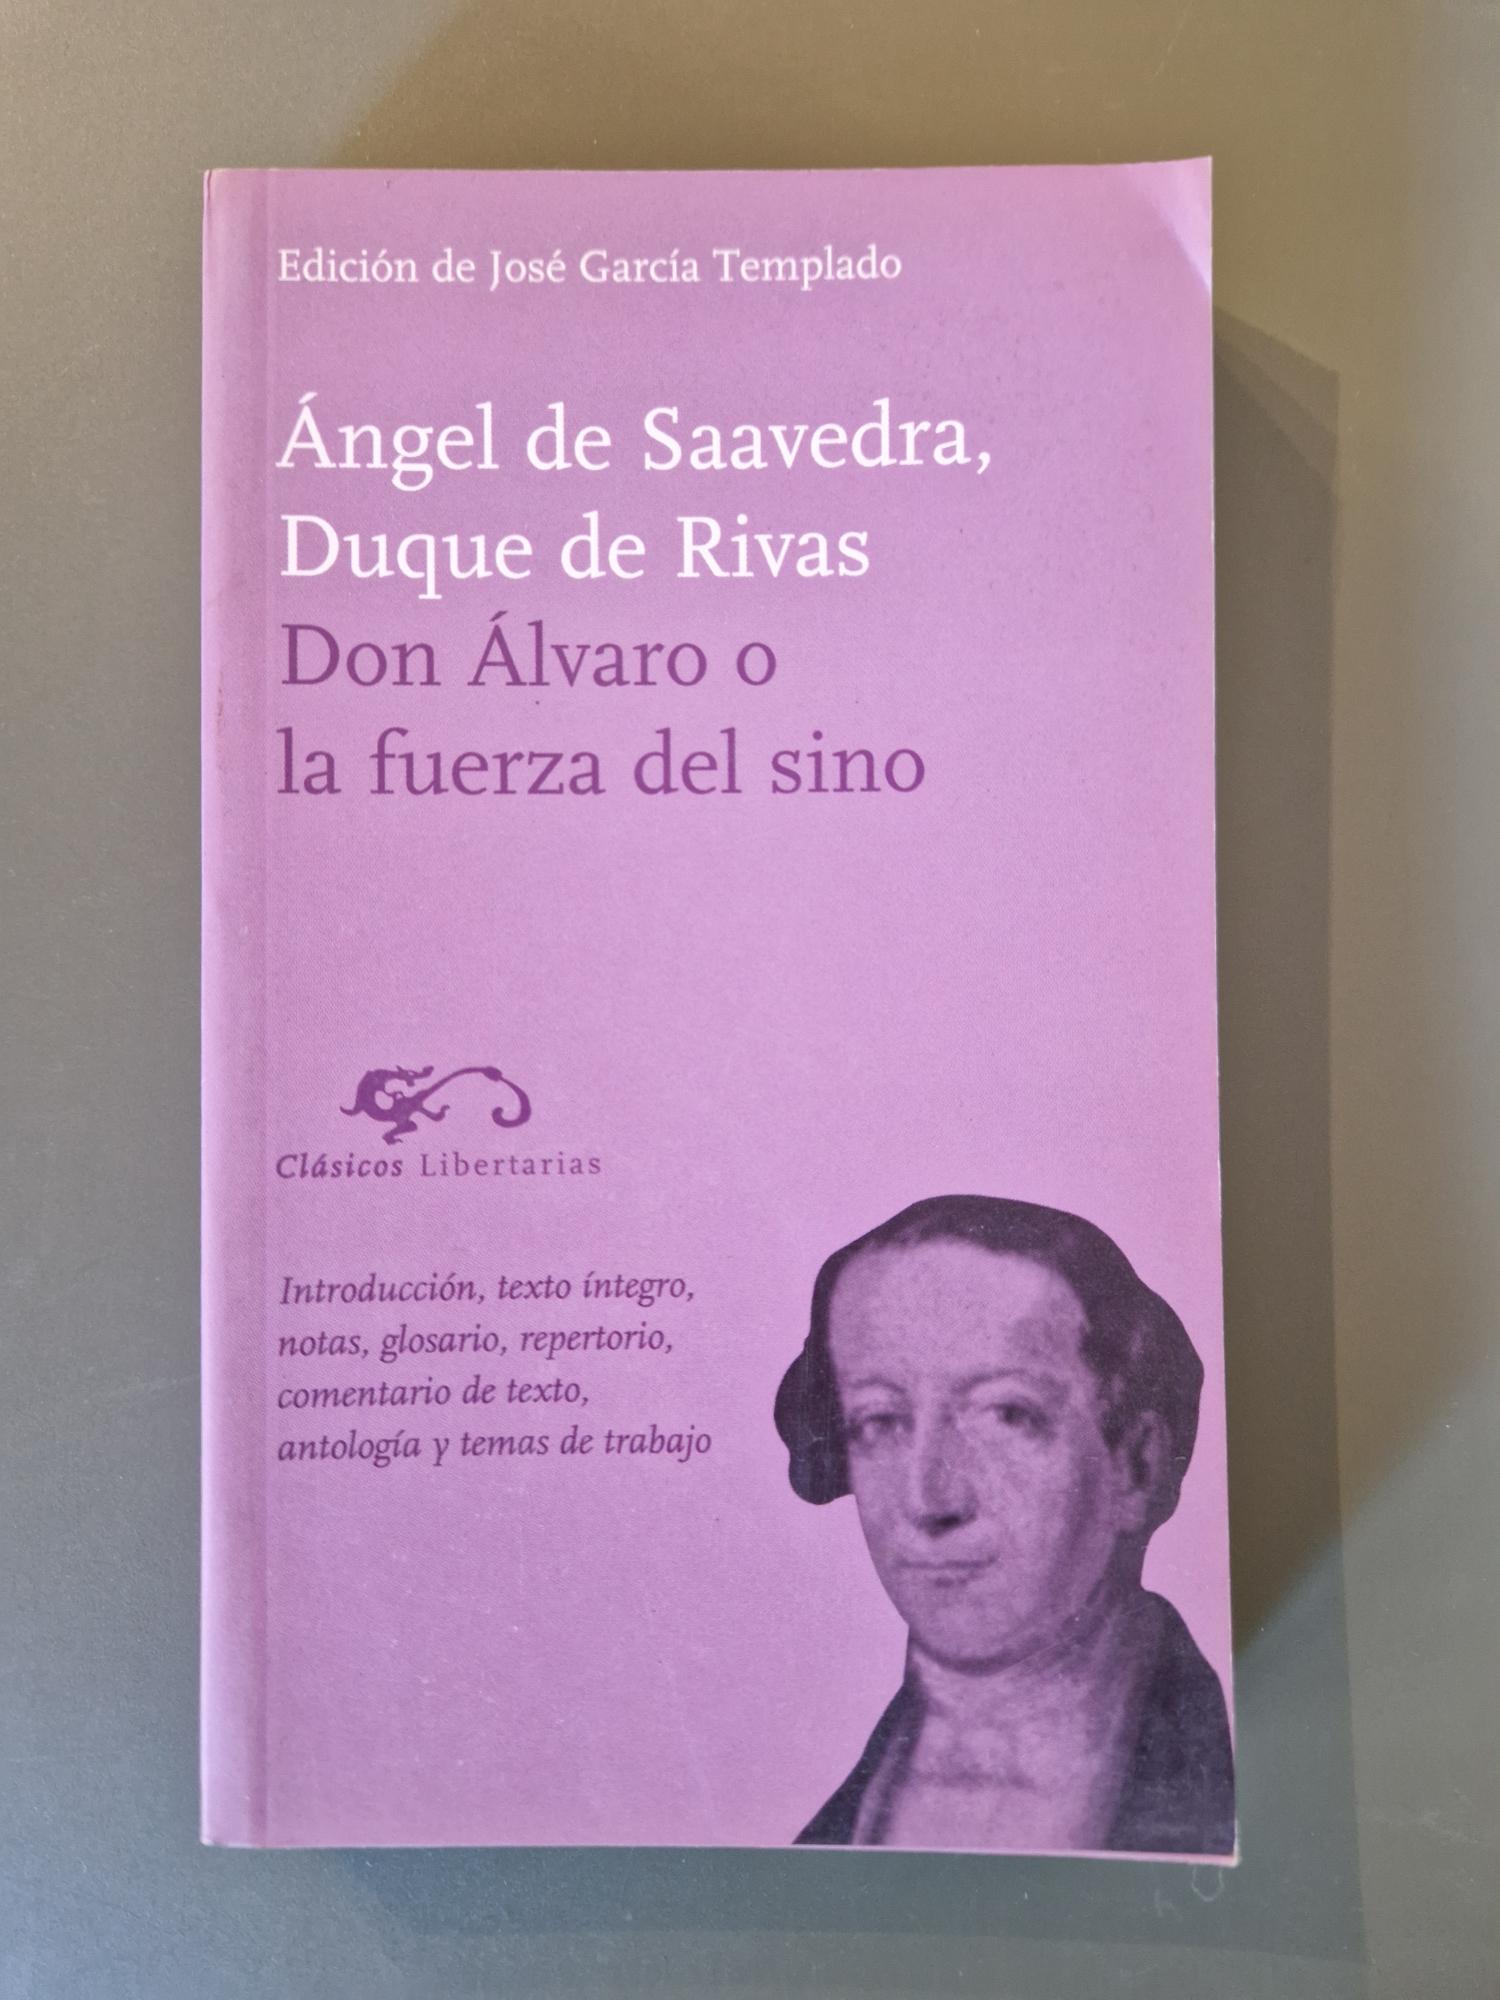 Edición de José García Templado
Ángel de Saavedra,
Duque de Rivas
Don Álvaro o
la fuerza del sino
Clásicos Libertarias
Introducción, texto íntegro,
notas, glosario, repertorio,
comentario de texto,
antología y temas de trabajo